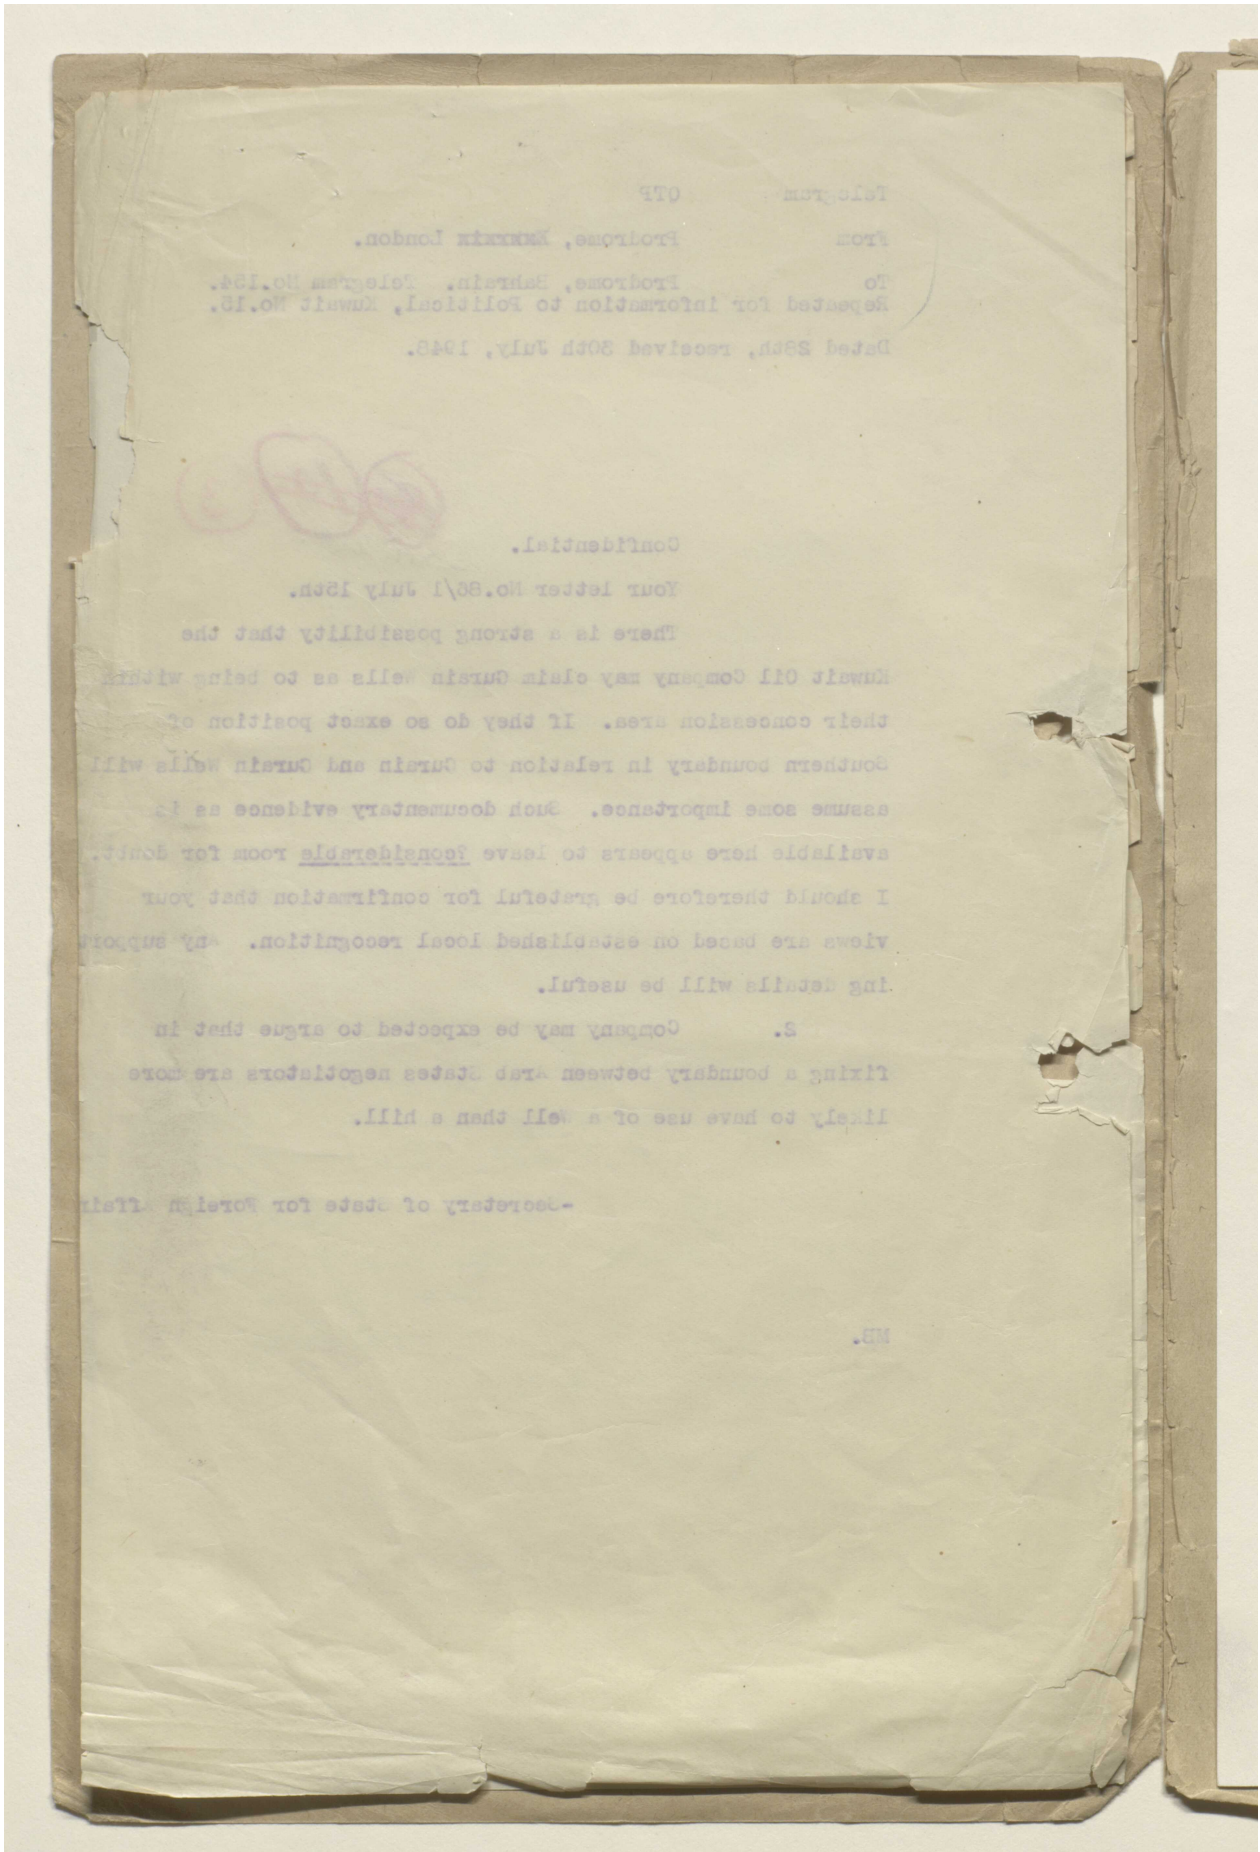 Telegram OTP
From Prodrome, London.
To Prodrome, Bahrain. Telegram No.154.
Repeated for information to Political, Kuwait No.15.
Dated 28th, received 30th July, 1948.
Confidential.
Your letter No.86/1 July 15th.
There is a strong possibility that the
Kuwait Oil Company may claim Gurain Wells as to being within
their concession area. If they do so exact position of
Southern boundary in relation to Gurain and Gurain Wells will
assume some importance. Such documentary evidence as is
available here appears to leave ?considerable room for doubt.
I should therefore be grateful for confirmation that your
views are based on established local recognition. Any support
ing details will be useful.
2. Company may be expected to argue that in
fixing a boundary between Arab States negotiators are more
likely to have use of a Well than a hill.
-Secretary of State for Foreign Affair
MB.